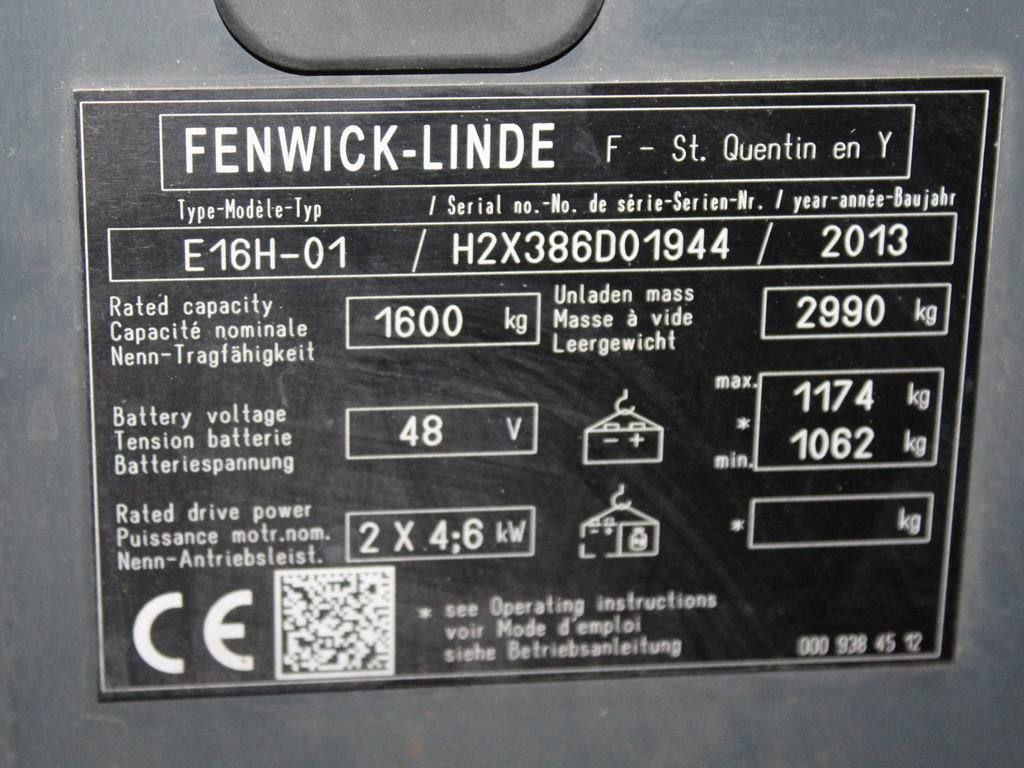 FENWICK-LINDE F - St. Quentin en Y
Type-Modèle-Typ / Serial no.-No. de série-Serien-Nr. / year-année-Baujahr
E16H-01 / H2X386D01944 / 2013
Rated capacity
Capacité nominale
Nenn-Tragfähigkeit
1600 kg
Unladen mass
Masse à vide
Leergewicht
2990 kg
Battery voltage
Tension batterie
Batteriespannung
48 V
- +
max.
*
min.
1174 kg
1062 kg
Rated drive power
Puissance motr.nom.
Nenn-Antriebsleist.
2 X 4;6 kW
- +
* kg
CE
* see Operating instructions
voir Mode d'emploi
siehe Betriebsanleitung
000 938 45 12